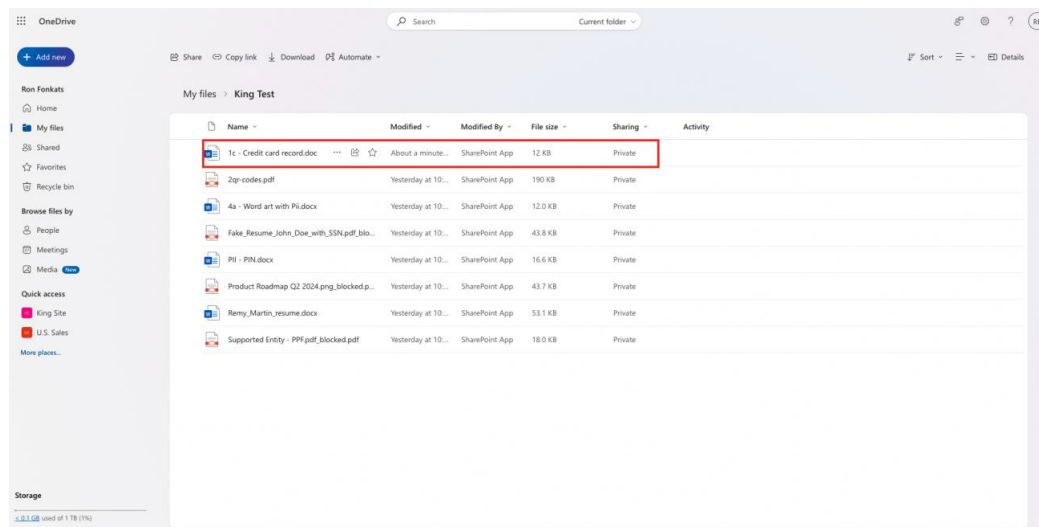 OneDrive
Search
Current folder
?
+ Add new
Share
Copy link
Download
Automate
Sort
Details
Ron Fonkats
Home
My files
Shared
Favorites
Recycle bin
Browse files by
People
Meetings
Media New
Quick access
King Site
U.S. Sales
More places...
My files > King Test
Name Modified Modified By File size Sharing Activity
1c - Credit card record.doc ... About a minute... SharePoint App 12 KB Private
2qr-codes.pdf Yesterday at 10:... SharePoint App 190 KB Private
4a - Word art with Pii.docx Yesterday at 10:... SharePoint App 12.0 KB Private
Fake_Resume_John_Doe_with_SSN.pdf_blo... Yesterday at 10:... SharePoint App 43.8 KB Private
PII - PIN.docx Yesterday at 10:... SharePoint App 16.6 KB Private
Product Roadmap Q2 2024.png_blocked.p... Yesterday at 10:... SharePoint App 43.7 KB Private
Remy_Martin_resume.docx Yesterday at 10:... SharePoint App 53.1 KB Private
Supported Entity - PPF.pdf_blocked.pdf Yesterday at 10:... SharePoint App 18.0 KB Private
Storage
< 0.1 GB used of 1 TB (1%)